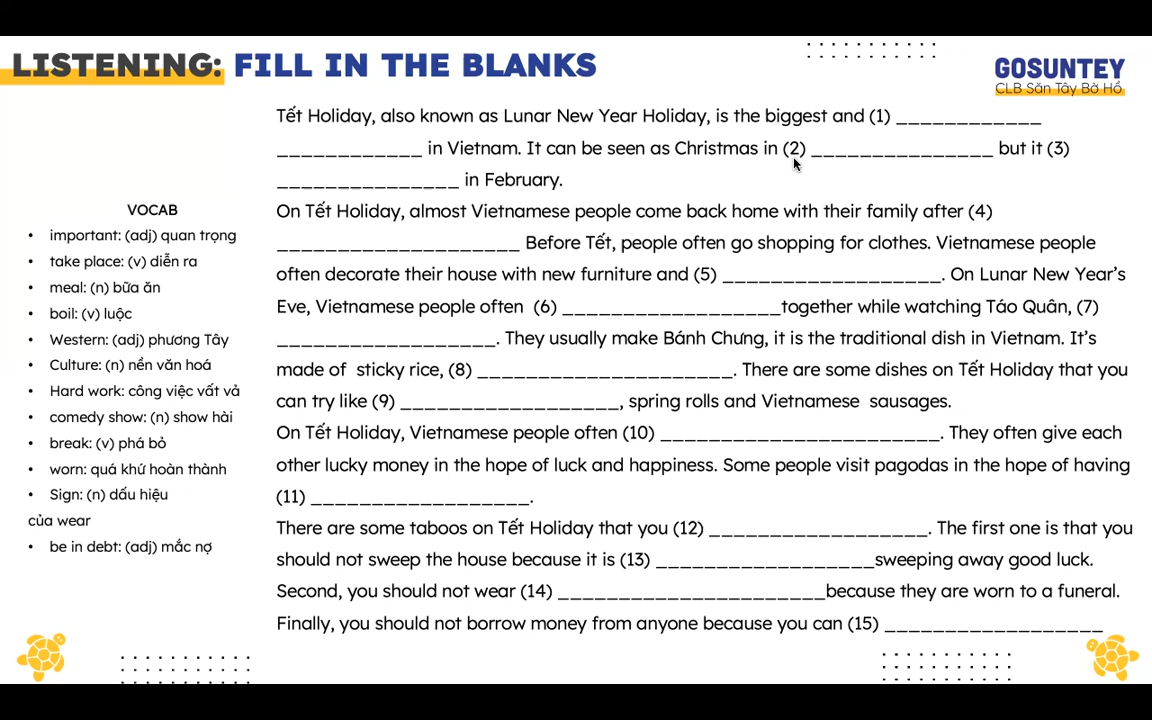 LISTENING: FILL IN THE BLANKS
GOSUNTEY
CLB Săn Tây Bờ Hồ
Tết Holiday, also known as Lunar New Year Holiday, is the biggest and (1) ____________
____________ in Vietnam. It can be seen as Christmas in (2) _______________ but it (3)
_______________ in February.
On Tết Holiday, almost Vietnamese people come back home with their family after (4)
____________________ Before Tết, people often go shopping for clothes. Vietnamese people
often decorate their house with new furniture and (5) __________________. On Lunar New Year’s
Eve, Vietnamese people often (6) __________________together while watching Táo Quân, (7)
__________________. They usually make Bánh Chưng, it is the traditional dish in Vietnam. It’s
made of sticky rice, (8) _____________________. There are some dishes on Tết Holiday that you
can try like (9) __________________, spring rolls and Vietnamese sausages.
On Tết Holiday, Vietnamese people often (10) _______________________. They often give each
other lucky money in the hope of luck and happiness. Some people visit pagodas in the hope of having
(11) __________________.
There are some taboos on Tết Holiday that you (12) __________________. The first one is that you
should not sweep the house because it is (13) __________________sweeping away good luck.
Second, you should not wear (14) ______________________because they are worn to a funeral.
Finally, you should not borrow money from anyone because you can (15) __________________
VOCAB
• important: (adj) quan trọng
• take place: (v) diễn ra
• meal: (n) bữa ăn
• boil: (v) luộc
• Western: (adj) phương Tây
• Culture: (n) nền văn hoá
• Hard work: công việc vất vả
• comedy show: (n) show hài
• break: (v) phá bỏ
• worn: quá khứ hoàn thành
• Sign: (n) dấu hiệu
của wear
• be in debt: (adj) mắc nợ